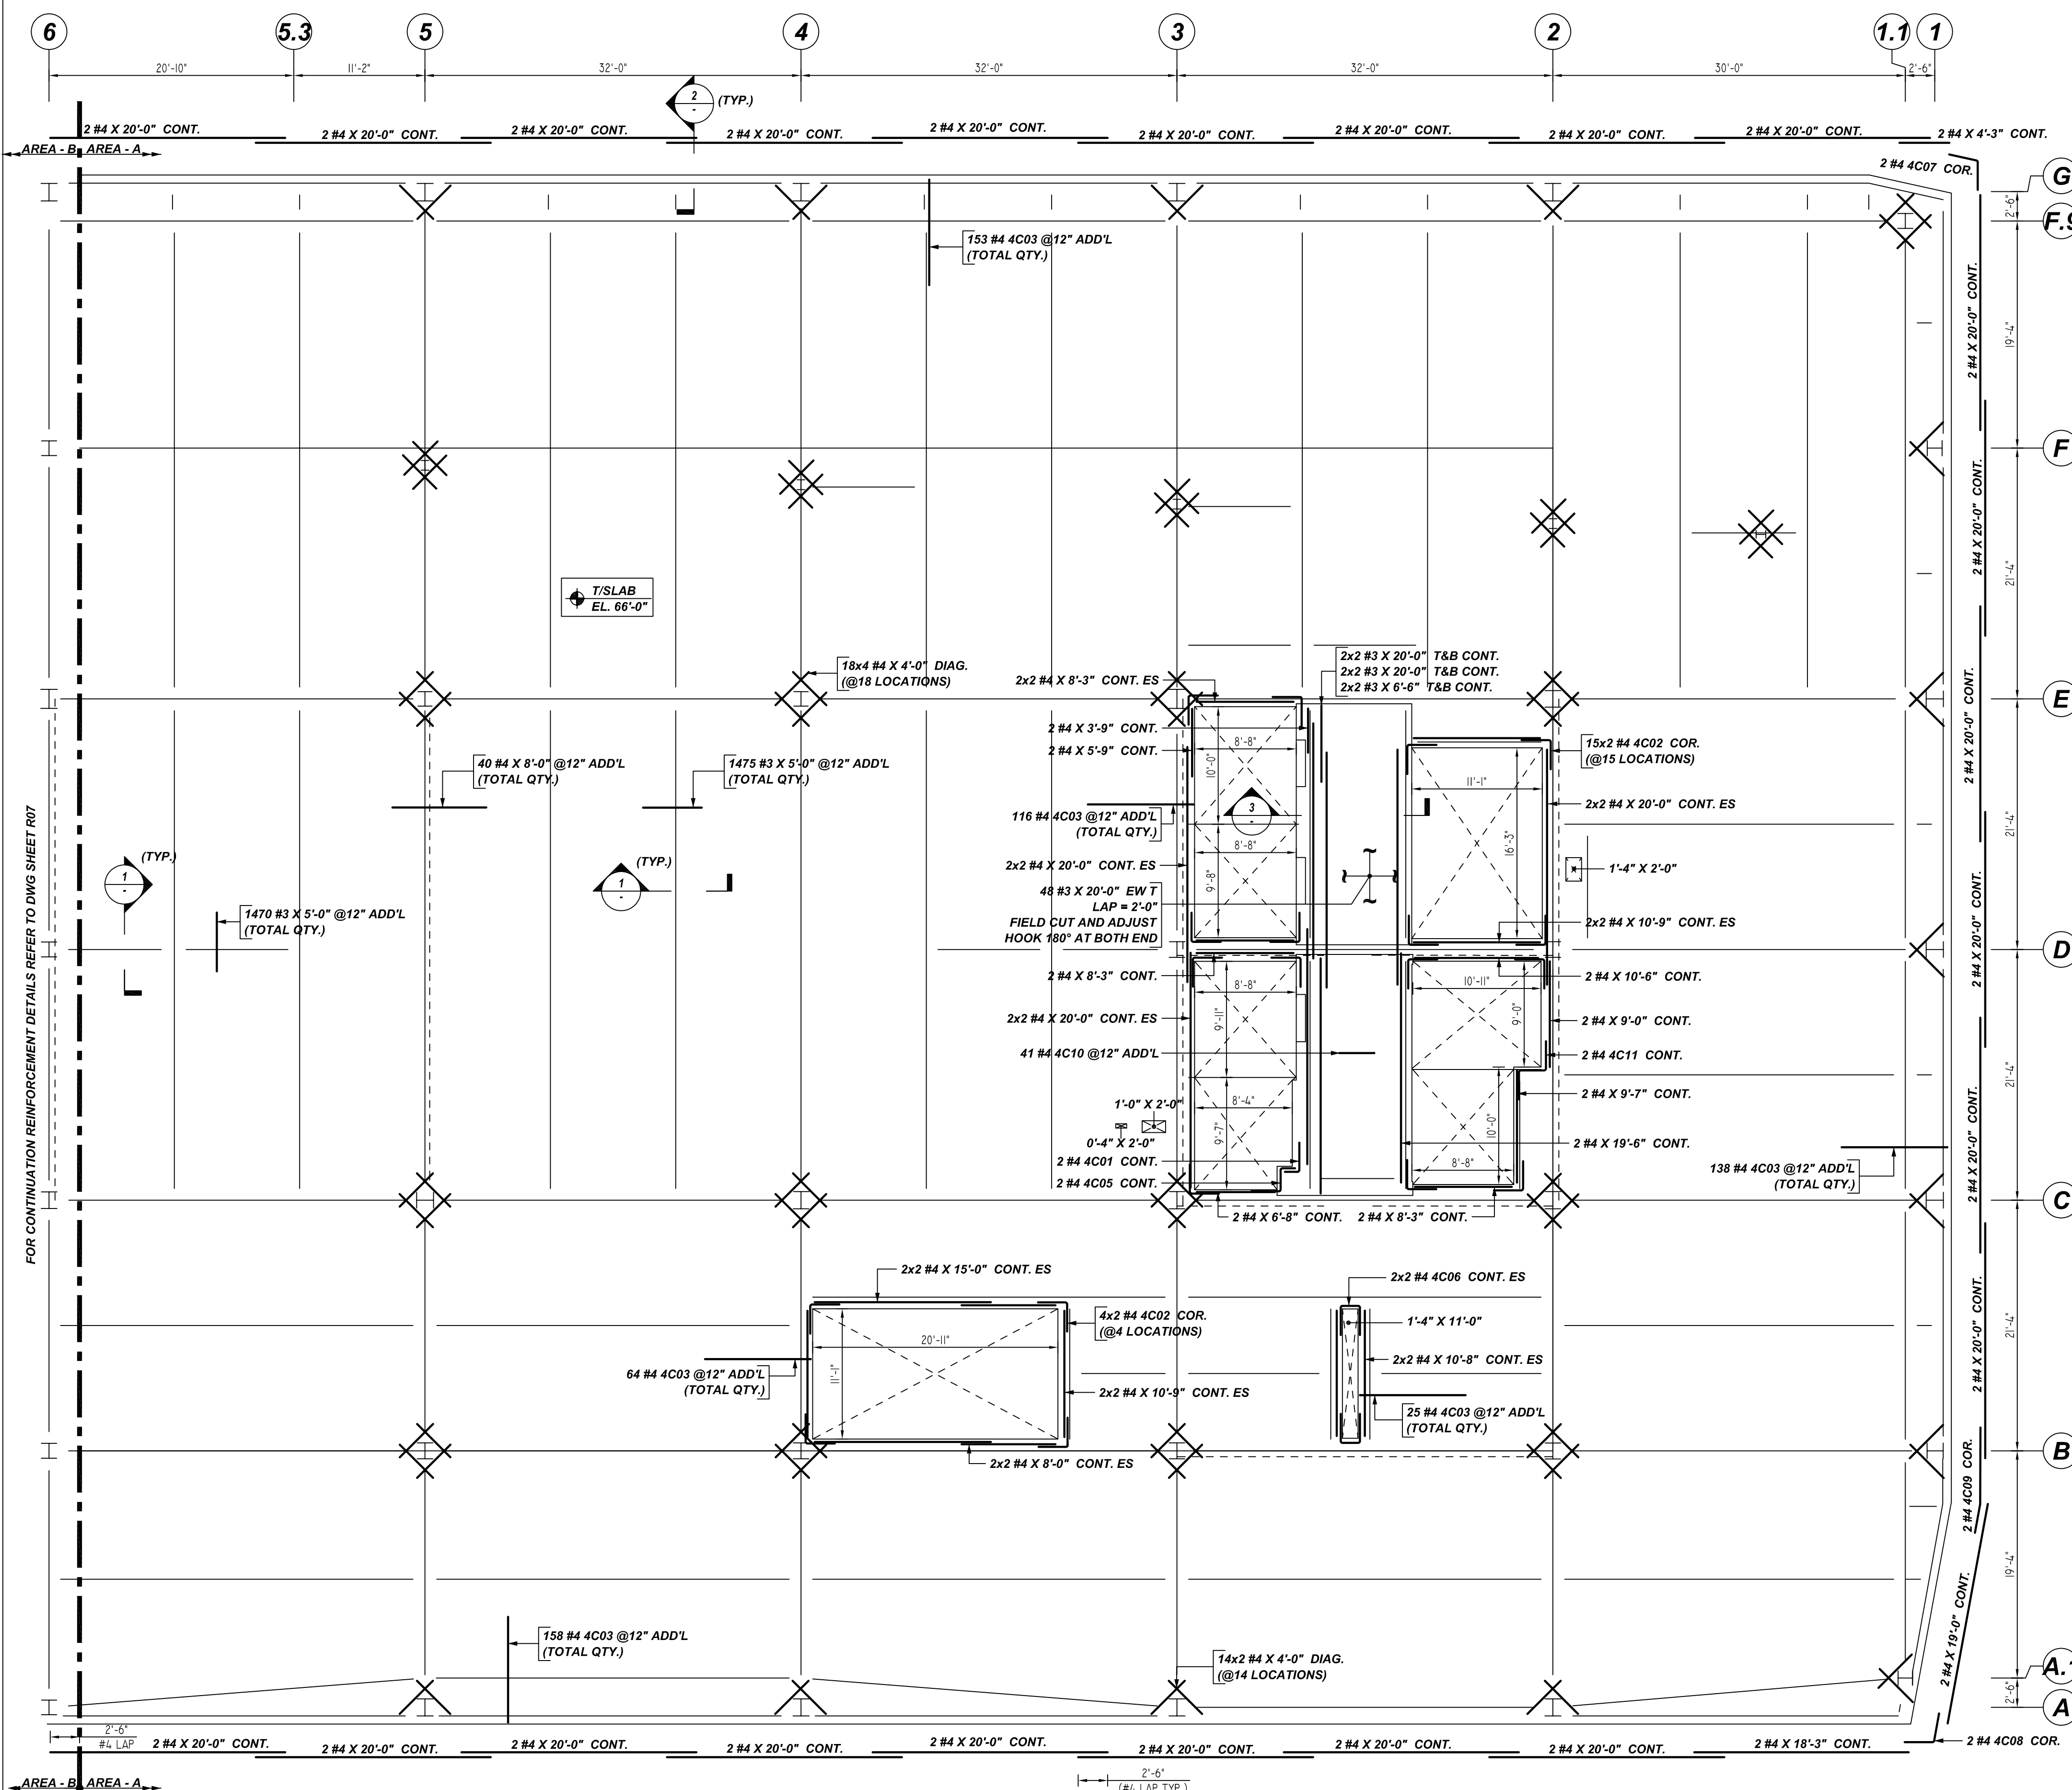 6
5.3
5
4
3
2
1.1
1
20'-10"
11'-2"
32'-0"
32'-0"
32'-0"
30'-0"
2'-6"
2
-
(TYP.)
2 #4 X 20'-0" CONT.
2 #4 X 20'-0" CONT.
2 #4 X 20'-0" CONT.
2 #4 X 20'-0" CONT.
2 #4 X 20'-0" CONT.
2 #4 X 20'-0" CONT.
2 #4 X 20'-0" CONT.
2 #4 X 20'-0" CONT.
2 #4 X 20'-0" CONT.
2 #4 X 4'-3" CONT.
AREA - B
AREA - A
2 #4 4C07 COR.
G
2'-6"
F.9
153 #4 4C03 @12" ADD'L
(TOTAL QTY.)
2 #4 X 20'-0" CONT.
19'-4"
F
2 #4 X 20'-0" CONT.
21'-4"
T/SLAB
EL. 66'-0"
18x4 #4 X 4'-0" DIAG.
(@18 LOCATIONS)
2x2 #4 X 8'-3" CONT. ES
2x2 #3 X 20'-0" T&B CONT.
2x2 #3 X 20'-0" T&B CONT.
2x2 #3 X 6'-6" T&B CONT.
E
2 #4 X 20'-0" CONT.
2 #4 X 3'-9" CONT.
2 #4 X 5'-9" CONT.
8'-8"
10'-0"
15x2 #4 4C02 COR.
(@15 LOCATIONS)
11'-1"
16'-3"
40 #4 X 8'-0" @12" ADD'L
(TOTAL QTY.)
1475 #3 X 5'-0" @12" ADD'L
(TOTAL QTY.)
2x2 #4 X 20'-0" CONT. ES
116 #4 4C03 @12" ADD'L
(TOTAL QTY.)
3
-
21'-4"
8'-8"
9'-8"
2x2 #4 X 20'-0" CONT. ES
1'-4" X 2'-0"
(TYP.)
1
-
(TYP.)
1
-
48 #3 X 20'-0" EW T
LAP = 2'-0"
FIELD CUT AND ADJUST
HOOK 180° AT BOTH END
1470 #3 X 5'-0" @12" ADD'L
(TOTAL QTY.)
2x2 #4 X 10'-9" CONT. ES
2 #4 X 20'-0" CONT.
D
FOR CONTINUATION REINFORCEMENT DETAILS REFER TO DWG SHEET R07
2 #4 X 8'-3" CONT.
8'-8"
9'-11"
10'-11"
9'-0"
2 #4 X 10'-6" CONT.
2x2 #4 X 20'-0" CONT. ES
2 #4 X 9'-0" CONT.
41 #4 4C10 @12" ADD'L
2 #4 4C11 CONT.
21'-4"
2 #4 X 9'-7" CONT.
1'-0" X 2'-0"
8'-4"
9'-7"
10'-0"
0'-4" X 2'-0"
2 #4 X 19'-6" CONT.
2 #4 4C01 CONT.
8'-8"
138 #4 4C03 @12" ADD'L
(TOTAL QTY.)
2 #4 X 20'-0" CONT.
2 #4 4C05 CONT.
C
2 #4 X 6'-8" CONT.
2 #4 X 8'-3" CONT.
2x2 #4 X 15'-0" CONT. ES
2x2 #4 4C06 CONT. ES
4x2 #4 4C02 COR.
(@4 LOCATIONS)
1'-4" X 11'-0"
20'-11"
11'-1"
21'-4"
2 #4 X 20'-0" CONT.
64 #4 4C03 @12" ADD'L
(TOTAL QTY.)
2x2 #4 X 10'-8" CONT. ES
2x2 #4 X 10'-9" CONT. ES
25 #4 4C03 @12" ADD'L
(TOTAL QTY.)
2x2 #4 X 8'-0" CONT. ES
B
2 #4 4C09 COR.
19'-4"
2 #4 X 19'-0" CONT.
158 #4 4C03 @12" ADD'L
(TOTAL QTY.)
14x2 #4 X 4'-0" DIAG.
(@14 LOCATIONS)
2'-6"
A
2'-6"
#4 LAP
2 #4 X 20'-0" CONT.
2 #4 X 20'-0" CONT.
2 #4 X 20'-0" CONT.
2 #4 X 20'-0" CONT.
2 #4 X 20'-0" CONT.
2 #4 X 20'-0" CONT.
2 #4 X 20'-0" CONT.
2 #4 X 20'-0" CONT.
2 #4 X 18'-3" CONT.
2 #4 4C08 COR.
AREA - B
AREA - A
2'-6"
(#4 LAP TYP.)